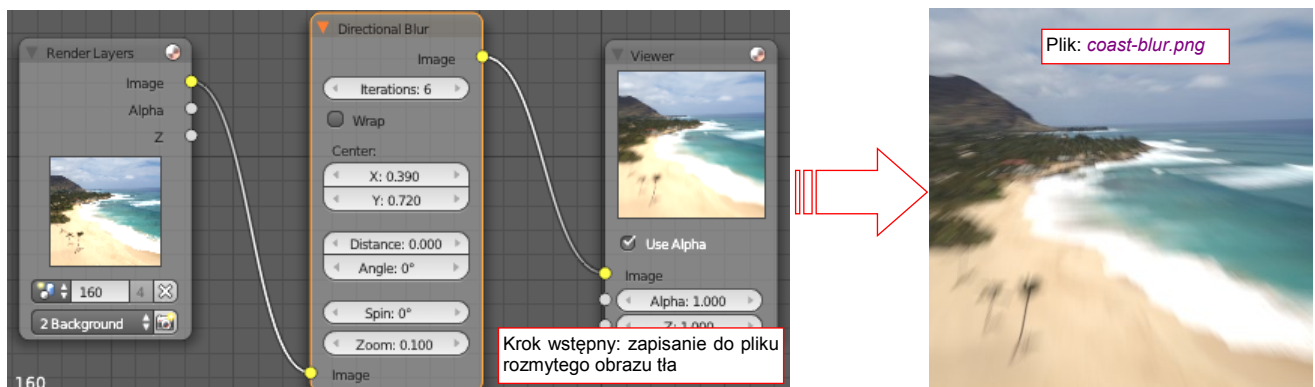 Render Layers
Image
Alpha
Z
160
4
2 Background
160
Directional Blur
Image
Iterations: 6
Wrap
Center:
X: 0.390
Y: 0.720
Distance: 0.000
Angle: 0°
Spin: 0°
Zoom: 0.100
Image
Viewer
Use Alpha
Image
Alpha: 1.000
Z: 1.000
Krok wstępny: zapisanie do pliku
rozmytego obrazu tła
Plik: coast-blur.png